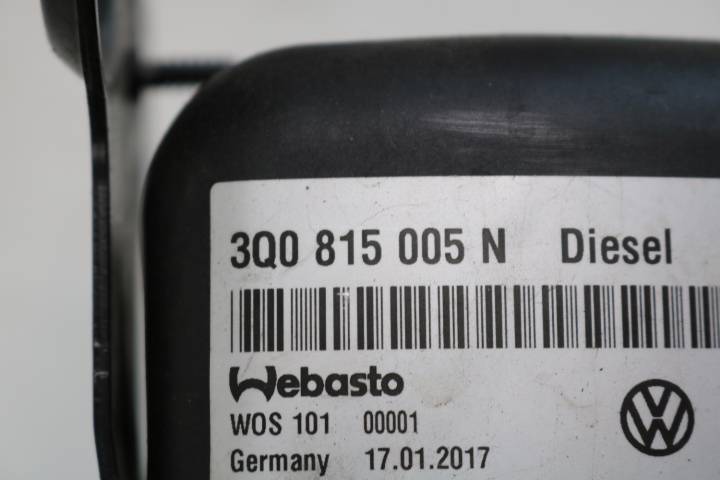 3Q0 815 005 N Diesel
Webasto
WOS 101 00001
Germany 17.01.2017